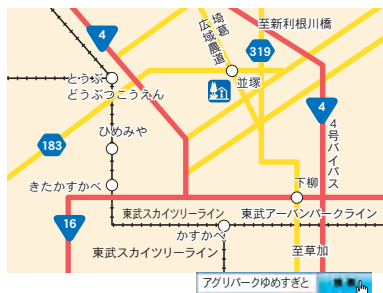 4
至新利根川橋
埼葛
広域農道
319
並塚
とうぶ
どうぶつこうえん
4
4号バイパス
ひめみや
183
きたかすかべ
下柳
16
東武スカイツリーライン
東武アーバンパークライン
かすかべ
東武スカイツリーライン
至草加
アグリパークゆめすぎと
検索